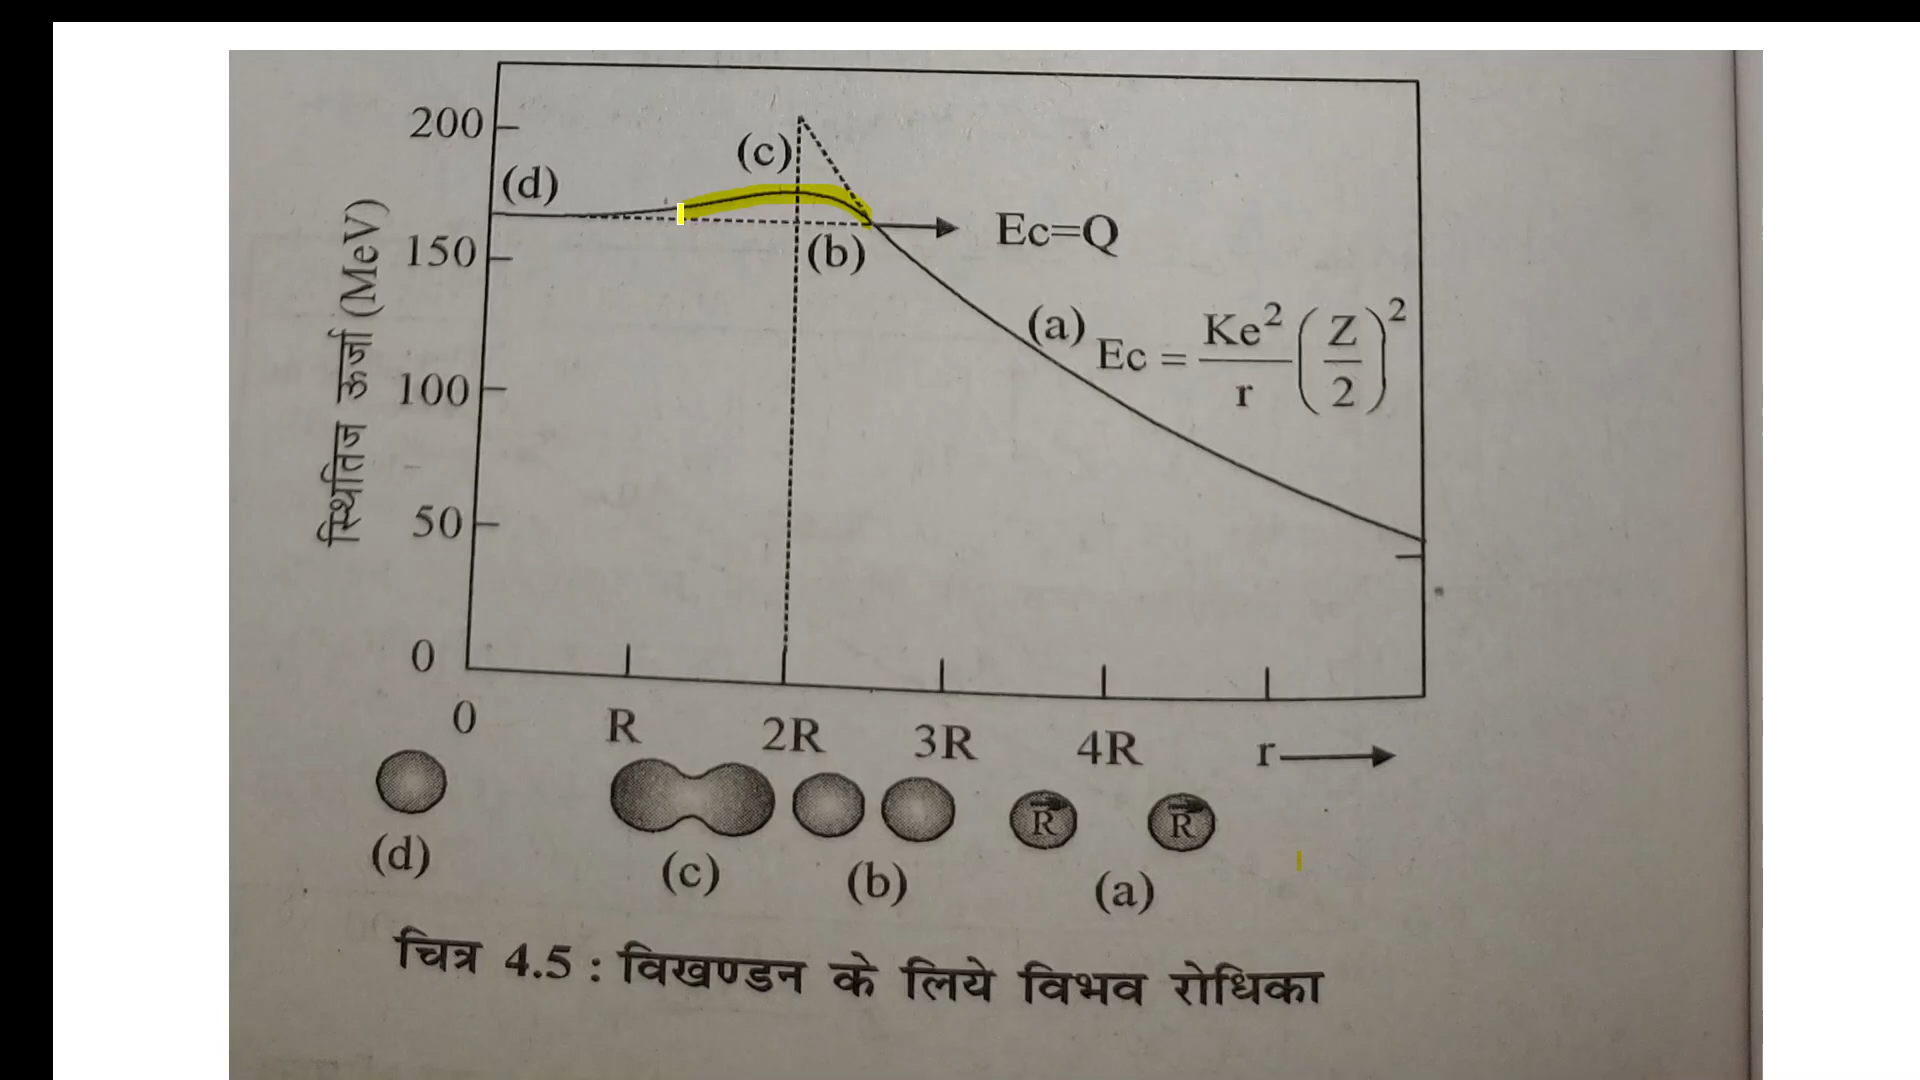 200
(c)
(d)
Ec=Q
150
(b)
स्थितिज ऊर्जा (MeV)
(a) Ec = Ke²/r (Z/2)²
100
50
0
0 R 2R 3R 4R r
R R
(d) (c) (b) (a)
चित्र 4.5 : विखण्डन के लिये विभव रोधिका